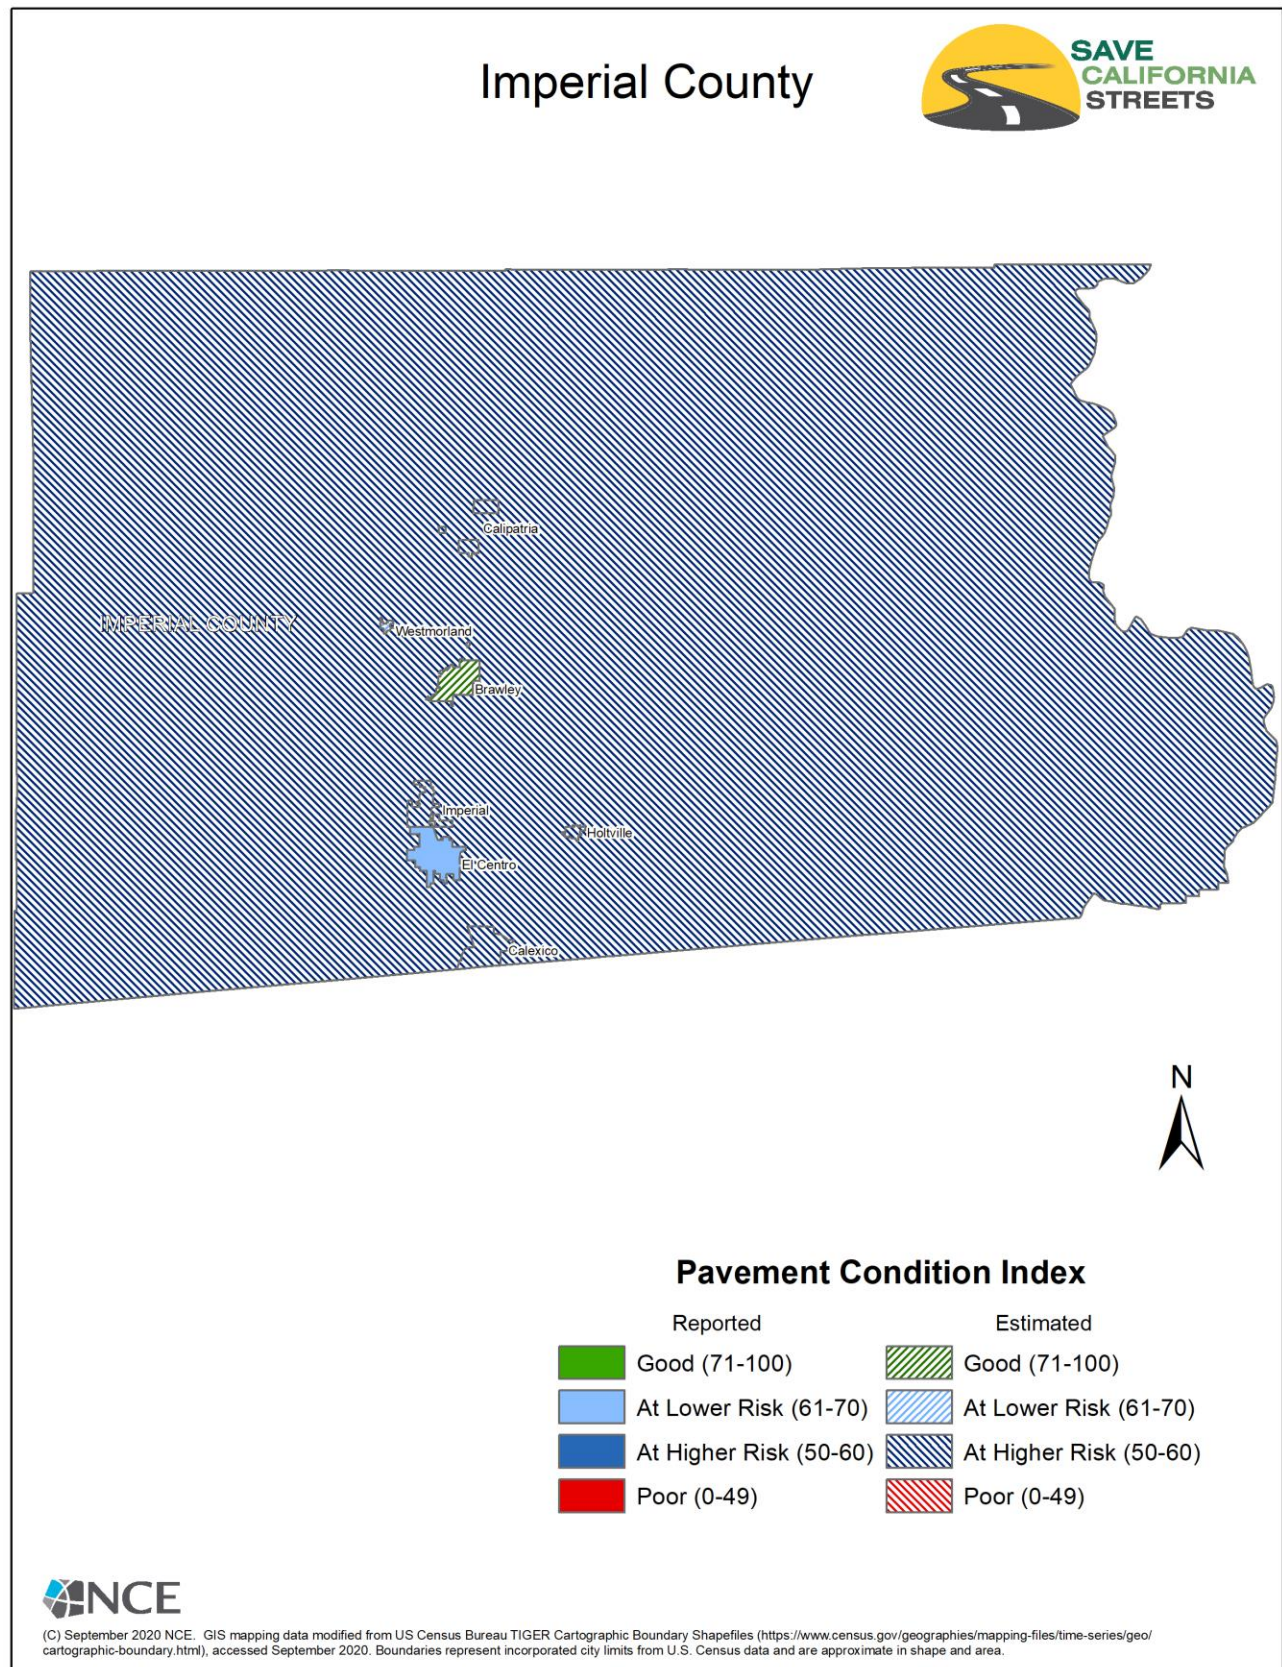 Imperial County
SAVE
CALIFORNIA
STREETS
Calipatria
IMPERIAL COUNTY
Westmorland
Brawley
Imperial
Holtville
El Centro
Calexico
N
Pavement Condition Index
Reported Estimated
Good (71-100) Good (71-100)
At Lower Risk (61-70) At Lower Risk (61-70)
At Higher Risk (50-60) At Higher Risk (50-60)
Poor (0-49) Poor (0-49)
NCE
(C) September 2020 NCE. GIS mapping data modified from US Census Bureau TIGER Cartographic Boundary Shapefiles (https://www.census.gov/geographies/mapping-files/time-series/geo/
cartographic-boundary.html), accessed September 2020. Boundaries represent incorporated city limits from U.S. Census data and are approximate in shape and area.